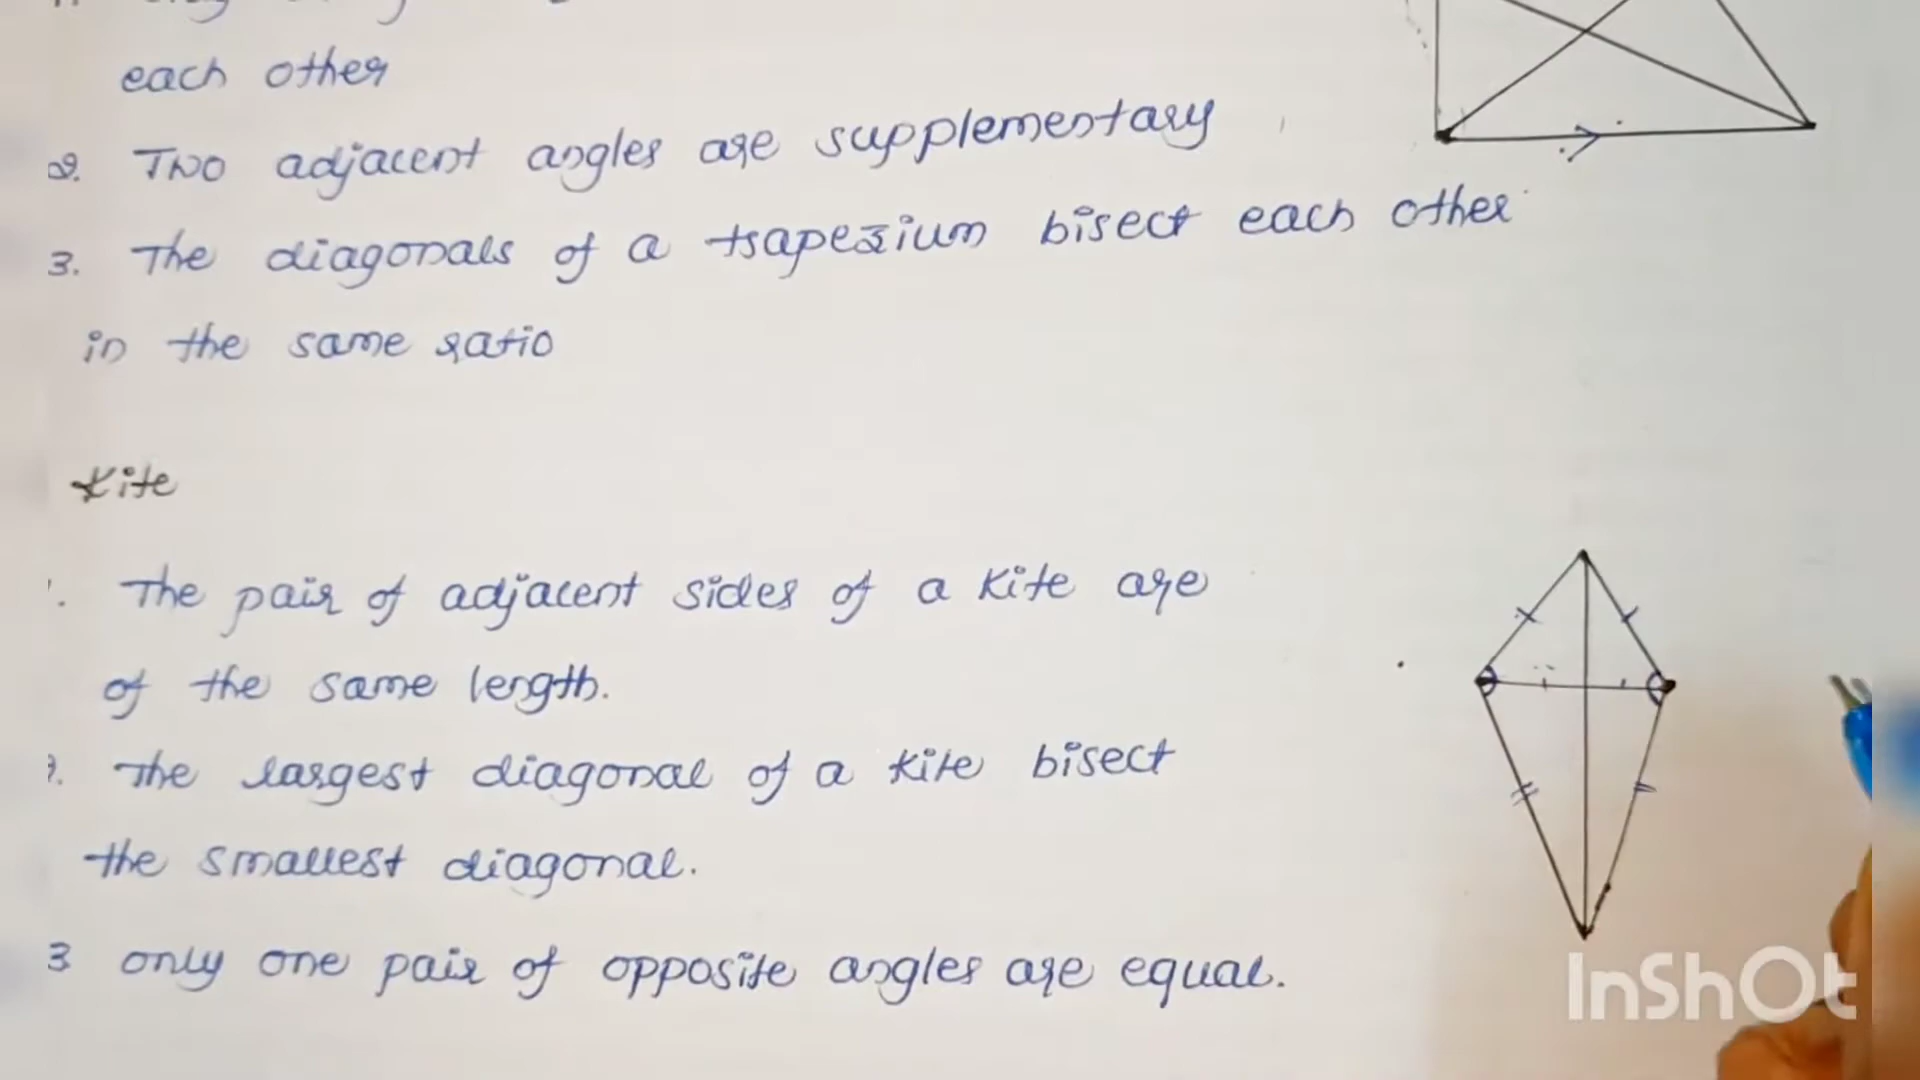 each other
2. Two adjacent angles are supplementary
3. The diagonals of a trapezium bisect each other
in the same ratio
Kite
1. The pair of adjacent sides of a kite are
of the same length.
2. The largest diagonal of a kite bisect
the smallest diagonal.
3 only one pair of opposite angles are equal.
InShOt